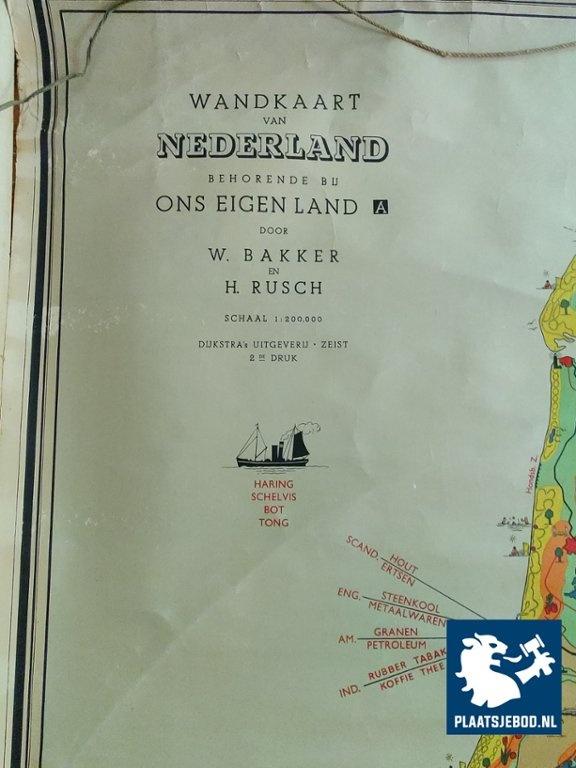 WANDKAART
VAN
NEDERLAND
BEHORENDE BIJ
ONS EIGEN LAND A
DOOR
W. BAKKER
EN
H. RUSCH
SCHAAL 1:200,000
DIJKSTRA's UITGEVERIJ • ZEIST
2DE DRUK
HARING
SCHELVIS
BOT
TONG
Hondsb. Z.
SCAND. HOUT
ERTSEN
ENG. STEENKOOL
METAALWAREN
AM. GRANEN
PETROLEUM
IND. RUBBER TABAK
KOFFIE THEE
PLAATSJEBOD.NL